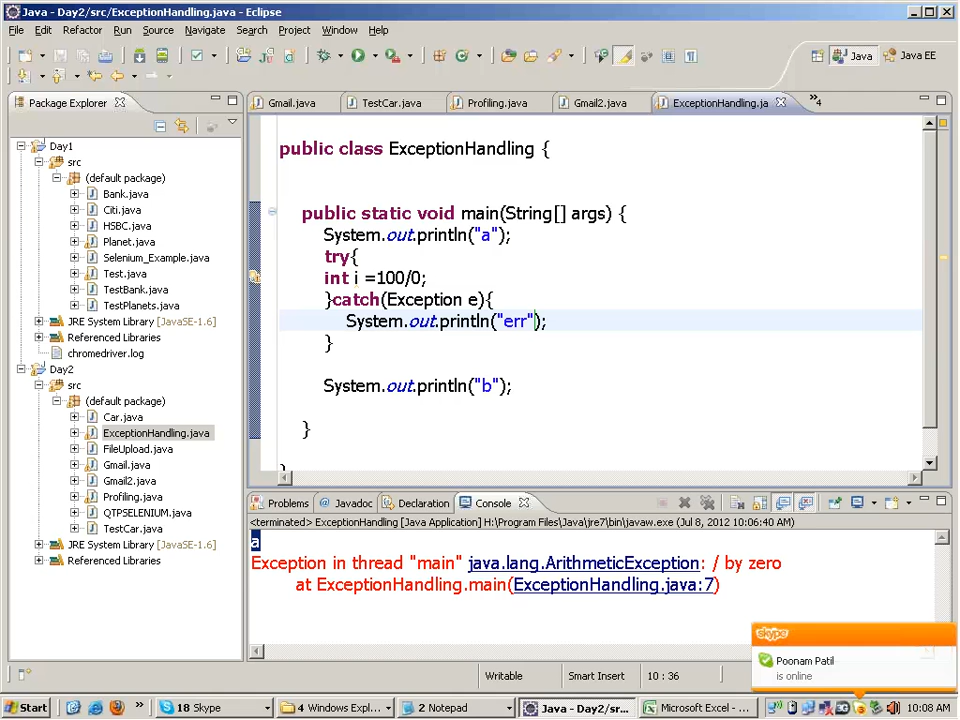 Java - Day2/src/ExceptionHandling.java - Eclipse
File Edit Refactor Run Source Navigate Search Project Window Help
Java Java EE
Package Explorer
Gmail.java TestCar.java Profiling.java Gmail2.java ExceptionHandling.ja »4
Day1
src
(default package)
Bank.java
Citi.java
HSBC.java
Planet.java
Selenium_Example.java
Test.java
TestBank.java
TestPlanets.java
JRE System Library [JavaSE-1.6]
Referenced Libraries
chromedriver.log
Day2
src
(default package)
Car.java
ExceptionHandling.java
FileUpload.java
Gmail.java
Gmail2.java
Profiling.java
QTPSELENIUM.java
TestCar.java
JRE System Library [JavaSE-1.6]
Referenced Libraries
public class ExceptionHandling {
public static void main(String[] args) {
System.out.println("a");
try{
int i =100/0;
}catch(Exception e){
System.out.println("err");
}
System.out.println("b");
}
Problems Javadoc Declaration Console
<terminated> ExceptionHandling [Java Application] H:\Program Files\Java\jre7\bin\javaw.exe (Jul 8, 2012 10:06:40 AM)
a
Exception in thread "main" java.lang.ArithmeticException: / by zero
at ExceptionHandling.main(ExceptionHandling.java:7)
skype
Poonam Patil
is online
Writable Smart Insert 10 : 36
Start » 18 Skype 4 Windows Expl... 2 Notepad Java - Day2/sr... Microsoft Excel - ... 10:08 AM